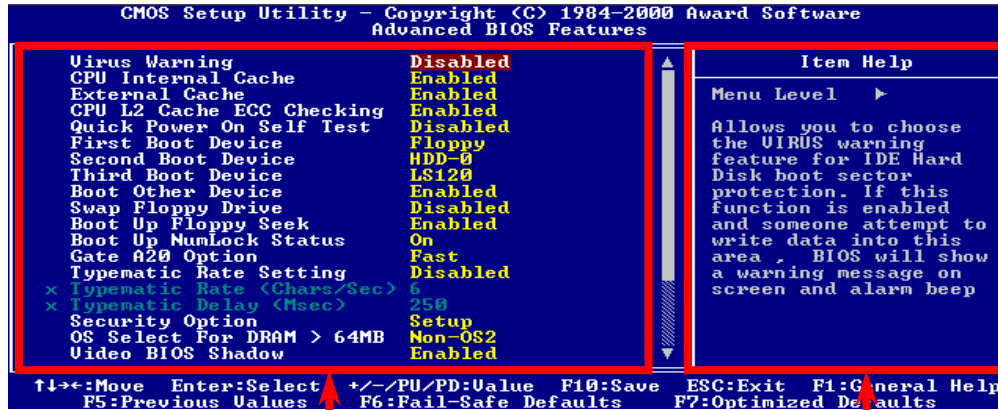 CMOS Setup Utility - Copyright (C) 1984-2000 Award Software
Advanced BIOS Features
Virus Warning Disabled
CPU Internal Cache Enabled
External Cache Enabled
CPU L2 Cache ECC Checking Enabled
Quick Power On Self Test Disabled
First Boot Device Floppy
Second Boot Device HDD-0
Third Boot Device LS120
Boot Other Device Enabled
Swap Floppy Drive Disabled
Boot Up Floppy Seek Enabled
Boot Up NumLock Status On
Gate A20 Option Fast
Typematic Rate Setting Disabled
x Typematic Rate (Chars/Sec) 6
x Typematic Delay (Msec) 250
Security Option Setup
OS Select For DRAM > 64MB Non-OS2
Video BIOS Shadow Enabled
Item Help
Menu Level ►
Allows you to choose
the VIRUS warning
feature for IDE Hard
Disk boot sector
protection. If this
function is enabled
and someone attempt to
write data into this
area , BIOS will show
a warning message on
screen and alarm beep
↑↓→←:Move Enter:Select +/-/PU/PD:Value F10:Save ESC:Exit F1:General Help
F5:Previous Values F6:Fail-Safe Defaults F7:Optimized Defaults